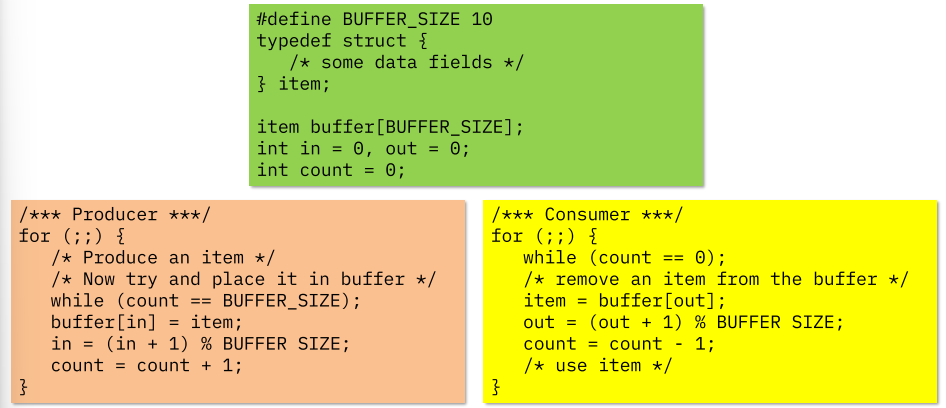 #define BUFFER_SIZE 10
typedef struct {
/* some data fields */
} item;
item buffer[BUFFER_SIZE];
int in = 0, out = 0;
int count = 0;
/*** Producer ***/
for (;;) {
/* Produce an item */
/* Now try and place it in buffer */
while (count == BUFFER_SIZE);
buffer[in] = item;
in = (in + 1) % BUFFER SIZE;
count = count + 1;
}
/*** Consumer ***/
for (;;) {
while (count == 0);
/* remove an item from the buffer */
item = buffer[out];
out = (out + 1) % BUFFER SIZE;
count = count - 1;
/* use item */
}